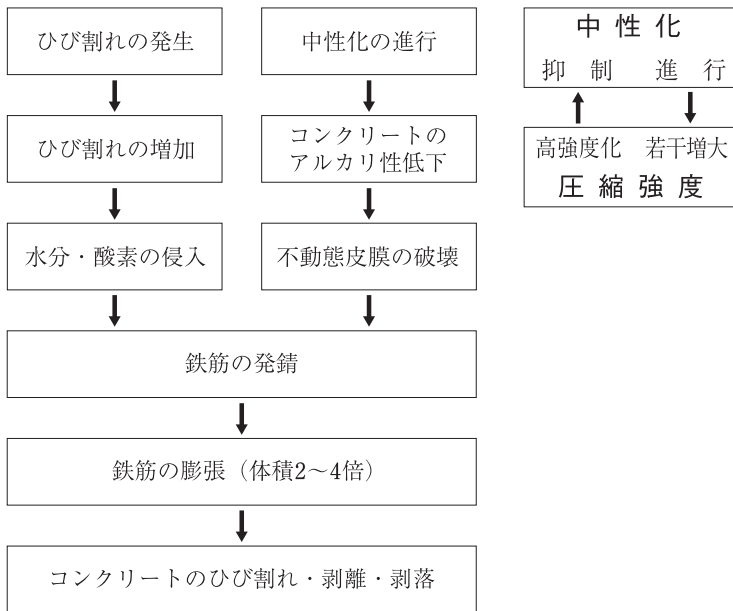 ひび割れの発生
中性化の進行
ひび割れの増加
コンクリートの
アルカリ性低下
水分・酸素の侵入
不動態皮膜の破壊
鉄筋の発錆
鉄筋の膨張（体積2〜4倍）
コンクリートのひび割れ・剥離・剥落
中性化
抑制 進行
高強度化 若干増大
圧縮強度